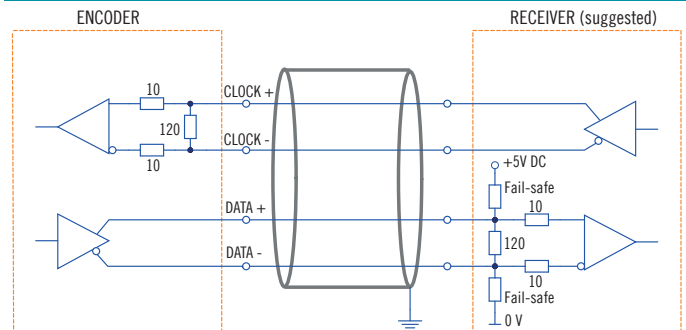 ENCODER
RECEIVER (suggested)
10
CLOCK +
120
CLOCK -
10
+5V DC
Fail-safe
DATA +
10
120
DATA -
10
Fail-safe
0 V